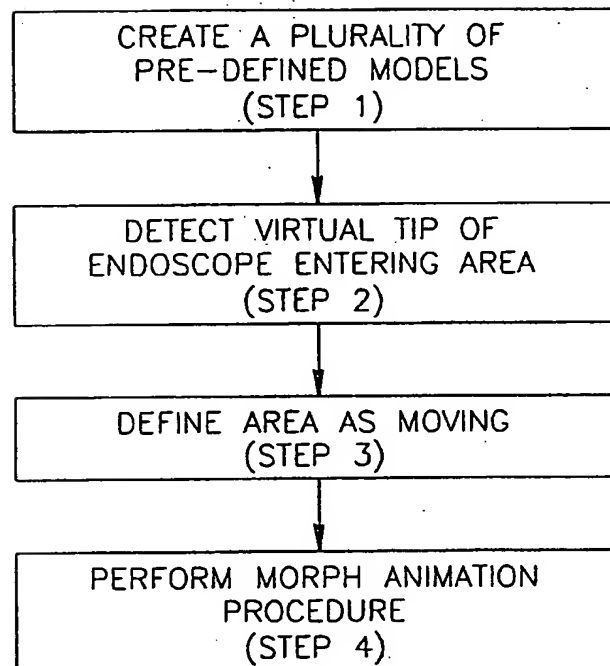 CREATE A PLURALITY OF
PRE-DEFINED MODELS
(STEP 1)
DETECT VIRTUAL TIP OF
ENDOSCOPE ENTERING AREA
(STEP 2)
DEFINE AREA AS MOVING
(STEP 3)
PERFORM MORPH ANIMATION
PROCEDURE
(STEP 4)